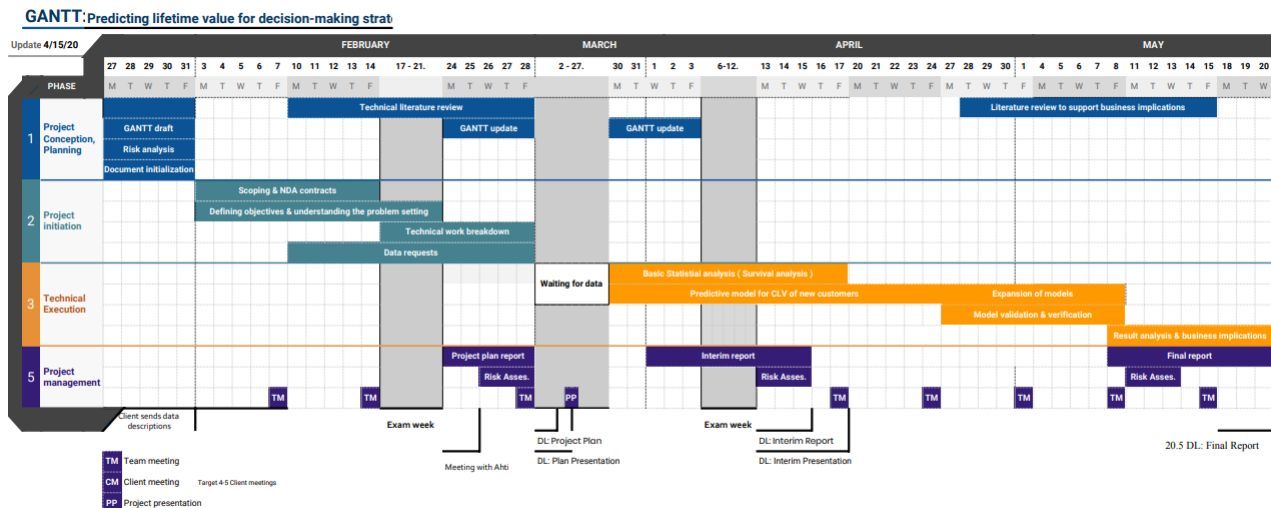 GANTT: Predicting lifetime value for decision-making strat
Update 4/15/20
FEBRUARY MARCH APRIL MAY
27 28 29 30 31 3 4 5 6 7 10 11 12 13 14 17 - 21. 24 25 26 27 28 2 - 27. 30 31 1 2 3 6-12. 13 14 15 16 17 20 21 22 23 24 27 28 29 30 1 4 5 6 7 8 11 12 13 14 15 18 19 20
PHASE M T W T F M T W T F M T W T F M T W T F M T W T F M T W T F M T W T F M T W T F M T W T F M T W T F M T W
1 Project Conception, Planning
Technical literature review
Literature review to support business implications
GANTT draft
GANTT update
GANTT update
Risk analysis
Document initialization
2 Project initiation
Scoping & NDA contracts
Defining objectives & understanding the problem setting
Technical work breakdown
Data requests
3 Technical Execution
Waiting for data
Basic Statistial analysis ( Survival analysis )
Predictive model for CLV of new customers
Expansion of models
Model validation & verification
Result analysis & business implications
5 Project management
Project plan report
Interim report
Final report
Risk Asses.
Risk Asses.
Risk Asses.
TM TM TM PP TM TM TM TM TM
Client sends data
descriptions
Exam week
Exam week
Meeting with Ahti
DL: Project Plan
DL: Plan Presentation
DL: Interim Report
DL: Interim Presentation
20.5 DL: Final Report
TM Team meeting
CM Client meeting Target 4-5 Client meetings
PP Project presentation